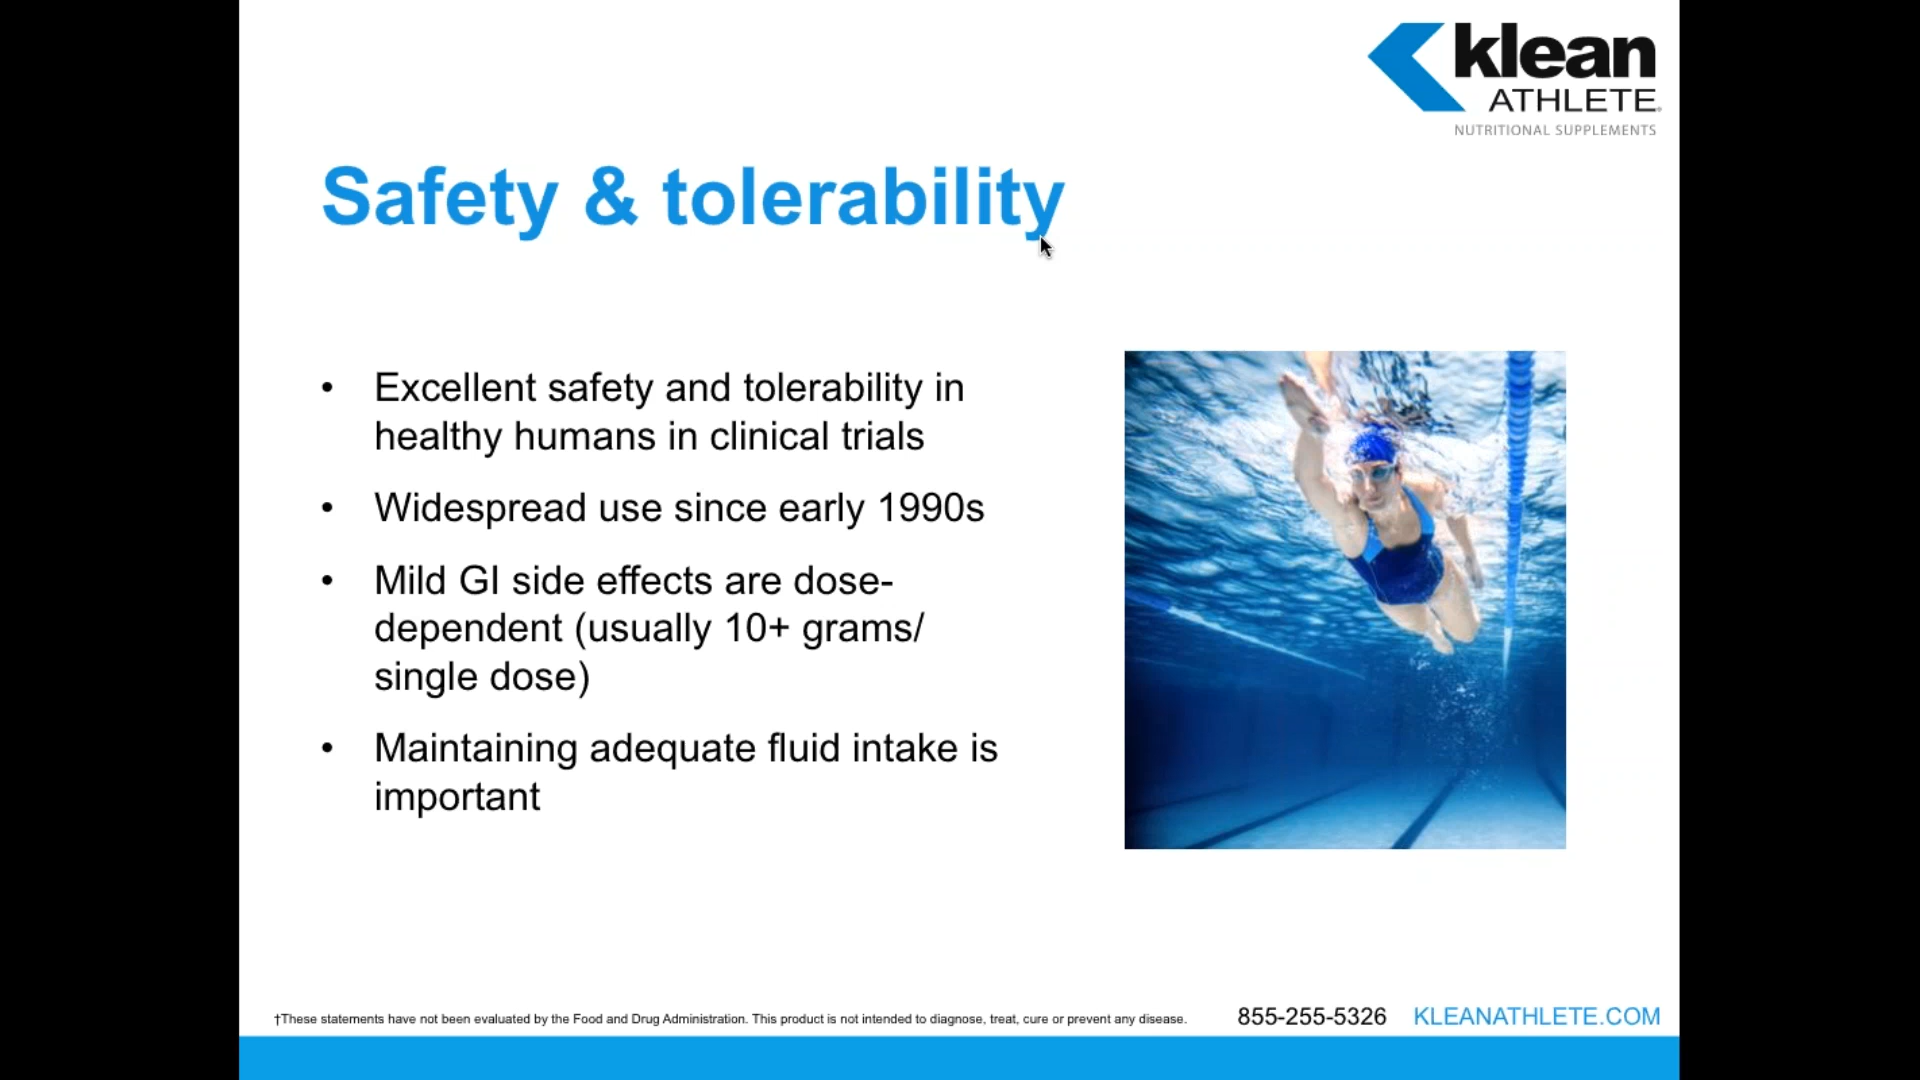 klean
ATHLETE®
NUTRITIONAL SUPPLEMENTS
Safety & tolerability
• Excellent safety and tolerability in
healthy humans in clinical trials
• Widespread use since early 1990s
• Mild GI side effects are dose-
dependent (usually 10+ grams/
single dose)
• Maintaining adequate fluid intake is
important
†These statements have not been evaluated by the Food and Drug Administration. This product is not intended to diagnose, treat, cure or prevent any disease.
855-255-5326 KLEANATHLETE.COM